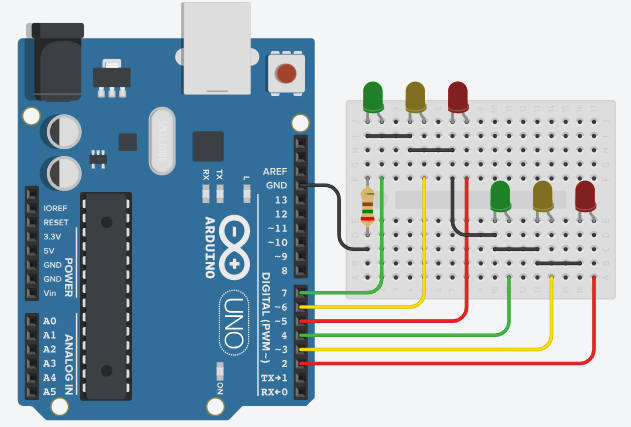 AREF
GND
13
12
~11
~10
~9
8
7
~6
~5
4
~3
2
TX→1
RX←0
DIGITAL (PWM~)
RX
TX
L
ARDUINO
UNO
ON
IOREF
RESET
3.3V
5V
GND
GND
Vin
POWER
A0
A1
A2
A3
A4
A5
ANALOG IN